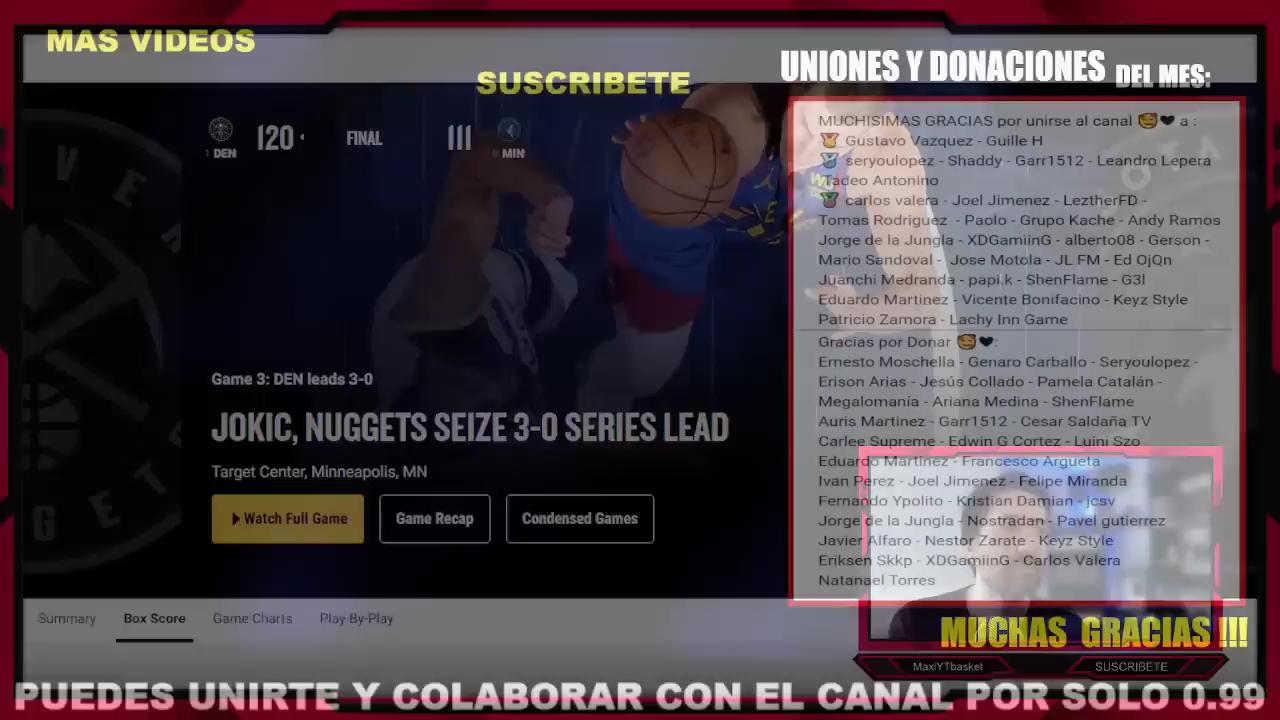 MAS VIDEOS
SUSCRIBETE
UNIONES Y DONACIONES DEL MES:
120
FINAL
111
1 DEN
8 MIN
Game 3: DEN leads 3-0
JOKIC, NUGGETS SEIZE 3-0 SERIES LEAD
Target Center, Minneapolis, MN
Watch Full Game
Game Recap
Condensed Games
Summary
Box Score
Game Charts
Play-By-Play
MUCHISIMAS GRACIAS por unirse al canal 🥰🖤 a :
🥇 Gustavo Vazquez - Guille H
🥈 seryoulopez - Shaddy - Garr1512 - Leandro Lepera
Tadeo Antonino
🥉 carlos valera - Joel Jimenez - LeztherFD -
Tomas Rodriguez - Paolo - Grupo Kache - Andy Ramos
Jorge de la Jungla - XDGamiinG - alberto08 - Gerson -
Mario Sandoval - Jose Motola - JL FM - Ed OjQn
Juanchi Medranda - papi.k - ShenFlame - G3l
Eduardo Martinez - Vicente Bonifacino - Keyz Style
Patricio Zamora - Lachy Inn Game
Gracias por Donar 🥰🖤:
Ernesto Moschella - Genaro Carballo - Seryoulopez -
Erison Arias - Jesús Collado - Pamela Catalán -
Megalomanía - Ariana Medina - ShenFlame
Auris Martinez - Garr1512 - Cesar Saldaña TV
Carlee Supreme - Edwin G Cortez - Luini Szo
Eduardo Martínez - Francesco Argueta
Ivan Perez - Joel Jimenez - Felipe Miranda
Fernando Ypolito - Kristian Damian - jcsv
Jorge de la Jungla - Nostradan - Pavel gutierrez
Javier Alfaro - Nestor Zarate - Keyz Style
Eriksen Skkp - XDGamiinG - Carlos Valera
Natanael Torres
MUCHAS GRACIAS !!!
MaxiYTbasket
SUSCRIBETE
PUEDES UNIRTE Y COLABORAR CON EL CANAL POR SOLO 0.99